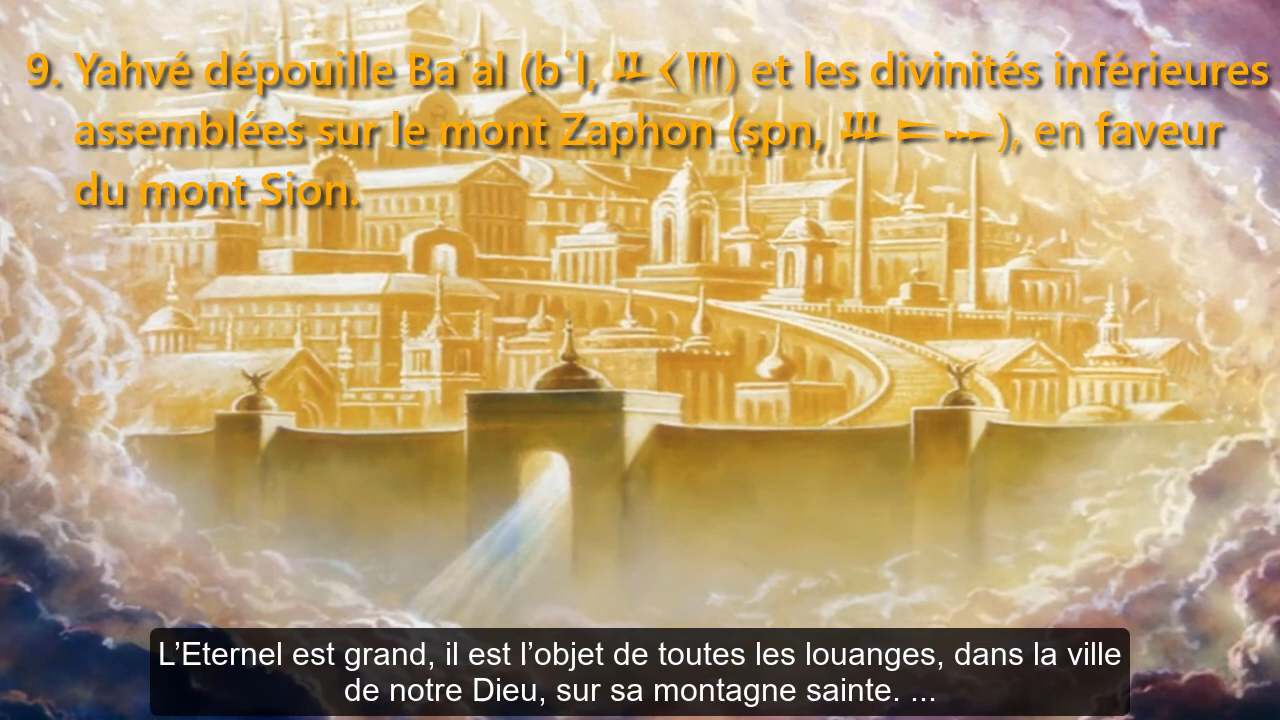 9. Yahvé dépouille Baʿal (bʿl, 𐎁𐎓𐎍) et les divinités inférieures
assemblées sur le mont Zaphon (ṣpn, 𐎕𐎔𐎐), en faveur
du mont Sion.
L’Eternel est grand, il est l’objet de toutes les louanges, dans la ville
de notre Dieu, sur sa montagne sainte. ...